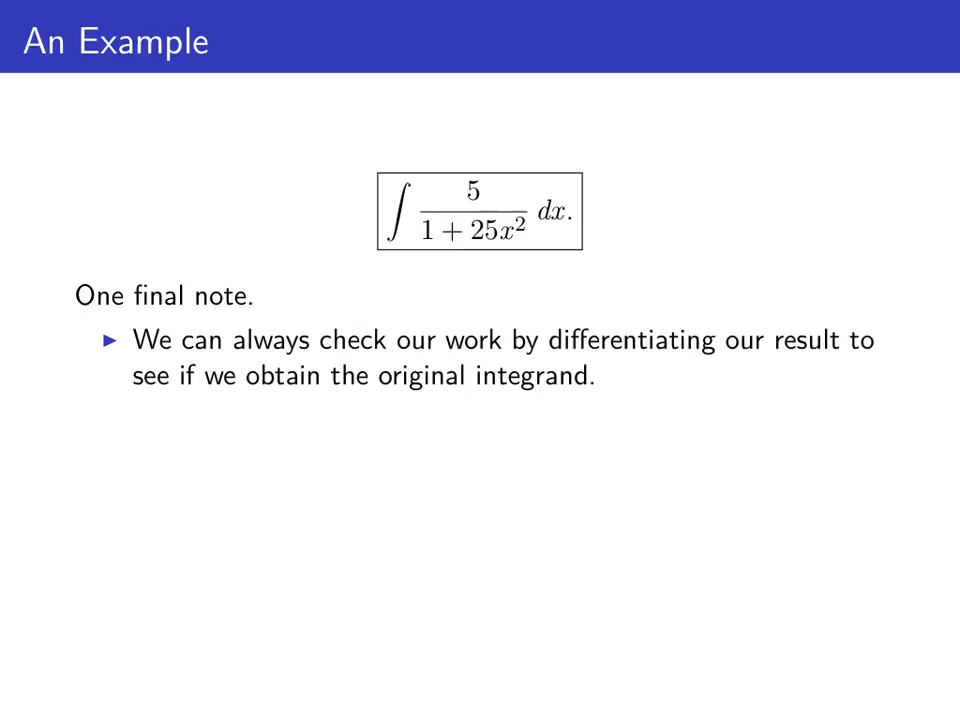 An Example
∫ 5/(1 + 25x²) dx.
One final note.
▶ We can always check our work by differentiating our result to
see if we obtain the original integrand.